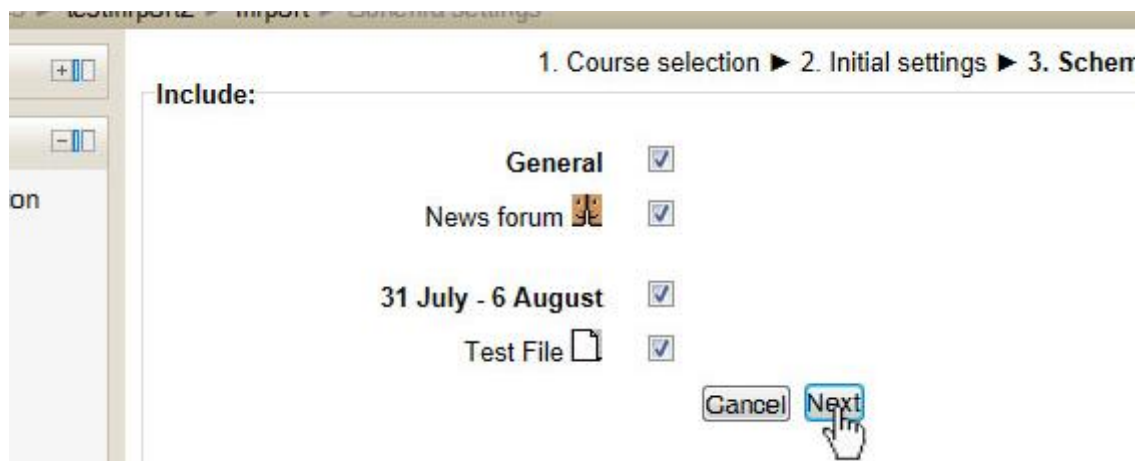 1. Course selection ► 2. Initial settings ► 3. Schem
Include:
on
General
News forum
31 July - 6 August
Test File
Cancel Next